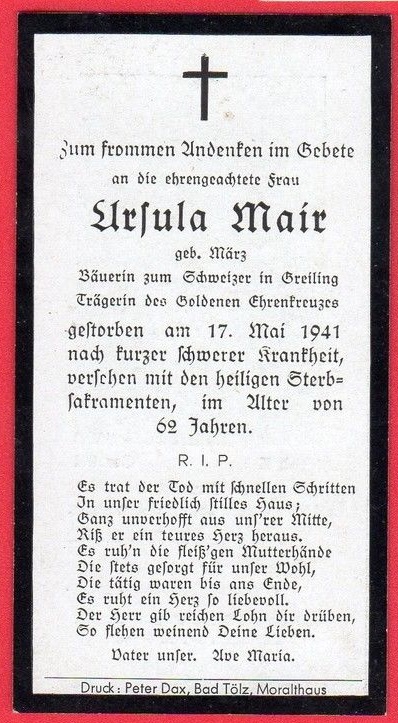 Zum frommen Andenken im Gebete
an die ehrengeachtete Frau
Ursula Mair
geb. März
Bäuerin zum Schweizer in Greiling
Trägerin des Goldenen Ehrenkreuzes
gestorben am 17. Mai 1941
nach kurzer schwerer Krankheit,
versehen mit den heiligen Sterb-
sakramenten, im Alter von
62 Jahren.
R. I. P.
Es trat der Tod mit schnellen Schritten
In unser friedlich stilles Haus;
Ganz unverhofft aus uns'rer Mitte,
Riß er ein teures Herz heraus.
Es ruh'n die fleiß'gen Mutterhände
Die stets gesorgt für unser Wohl,
Die tätig waren bis ans Ende,
Es ruht ein Herz so liebevoll.
Der Herr gib reichen Lohn dir drüben,
So flehen weinend Deine Lieben.
Vater unser. Ave Maria.
Druck: Peter Dax, Bad Tölz, Moralthaus